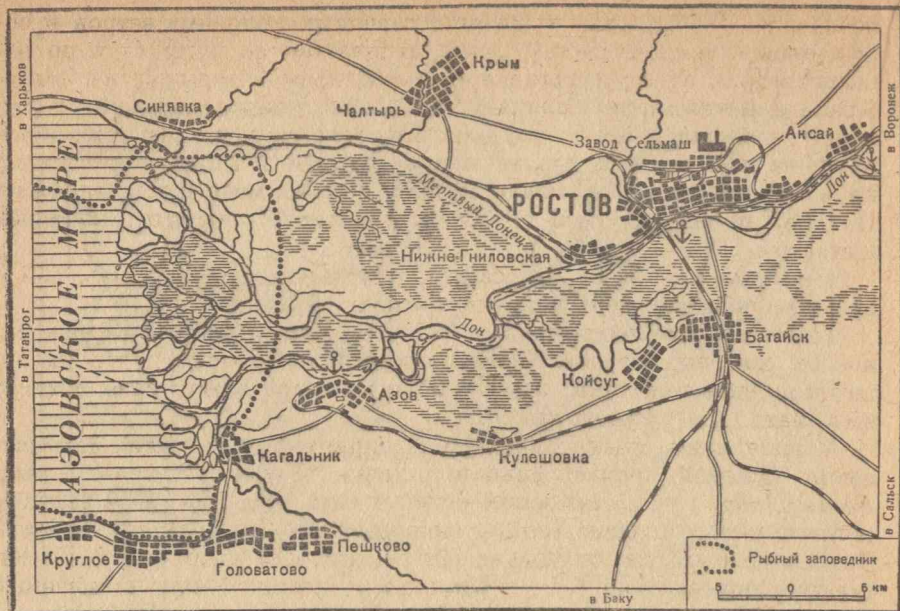 в Харьков
Синявка
Чалтырь
Крым
Завод Сельмаш
Аксай
в Воронеж
Дон
РОСТОВ
Мертвый Донец
Нижне-Гниловская
АЗОВСКОЕ МОРЕ
в Таганрог
Дон
Батайск
Койсуг
Азов
Кагальник
Кулешовка
в Сальск
Круглое
Головатово
Пешково
Рыбный заповедник
5 0 5 км
в Баку